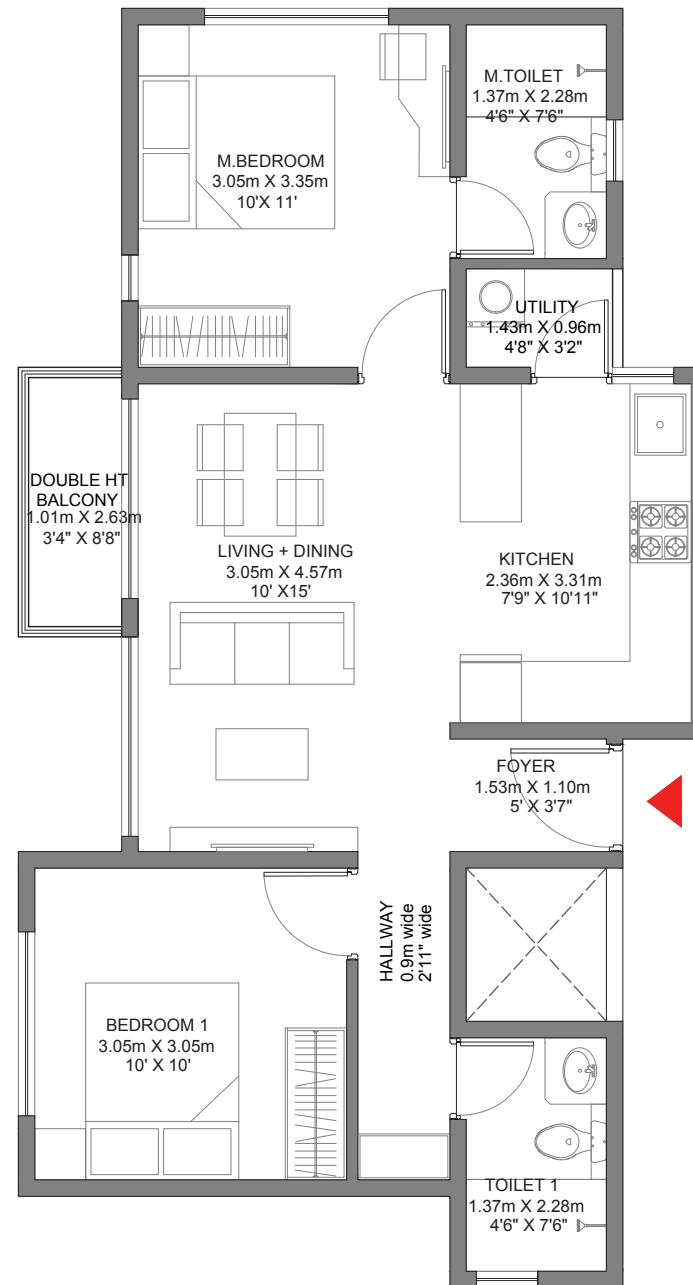 M.TOILET
1.37m X 2.28m
4'6" X 7'6"
M.BEDROOM
3.05m X 3.35m
10'X 11'
UTILITY
1.43m X 0.96m
4'8" X 3'2"
DOUBLE HT
BALCONY
1.01m X 2.63m
3'4" X 8'8"
LIVING + DINING
3.05m X 4.57m
10' X15'
KITCHEN
2.36m X 3.31m
7'9" X 10'11"
FOYER
1.53m X 1.10m
5' X 3'7"
HALLWAY
0.9m wide
2'11" wide
BEDROOM 1
3.05m X 3.05m
10' X 10'
TOILET 1
1.37m X 2.28m
4'6" X 7'6"